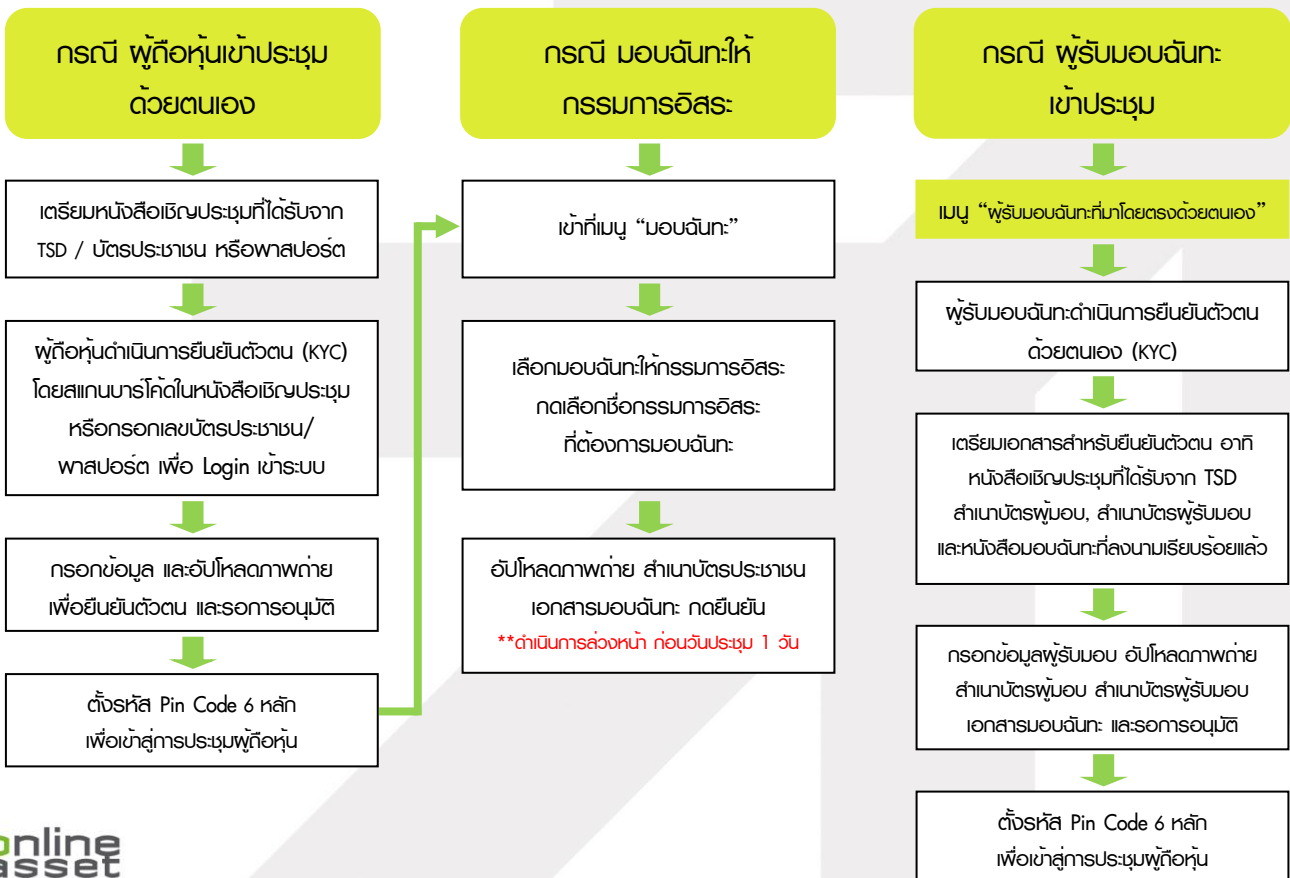 กรณี ผู้ถือหุ้นเข้าประชุม
ด้วยตนเอง
เตรียมหนังสือเชิญประชุมที่ได้รับจาก
TSD / บัตรประชาชน หรือพาสปอร์ต
ผู้ถือหุ้นดำเนินการยืนยันตัวตน (KYC)
โดยสแกนบาร์โค้ดในหนังสือเชิญประชุม
หรือกรอกเลขบัตรประชาชน/
พาสปอร์ต เพื่อ Login เข้าระบบ
กรอกข้อมูล และอัปโหลดภาพถ่าย
เพื่อยืนยันตัวตน และรอการอนุมัติ
ตั้งรหัส Pin Code 6 หลัก
เพื่อเข้าสู่การประชุมผู้ถือหุ้น
กรณี มอบฉันทะให้
กรรมการอิสระ
เข้าที่เมนู “มอบฉันทะ”
เลือกมอบฉันทะให้กรรมการอิสระ
กดเลือกชื่อกรรมการอิสระ
ที่ต้องการมอบฉันทะ
อัปโหลดภาพถ่าย สำเนาบัตรประชาชน
เอกสารมอบฉันทะ กดยืนยัน
**ดำเนินการล่วงหน้า ก่อนวันประชุม 1 วัน
กรณี ผู้รับมอบฉันทะ
เข้าประชุม
เมนู “ผู้รับมอบฉันทะที่มาโดยตรงด้วยตนเอง”
ผู้รับมอบฉันทะดำเนินการยืนยันตัวตน
ด้วยตนเอง (KYC)
เตรียมเอกสารสำหรับยืนยันตัวตน อาทิ
หนังสือเชิญประชุมที่ได้รับจาก TSD
สำเนาบัตรผู้มอบ, สำเนาบัตรผู้รับมอบ
และหนังสือมอบฉันทะที่ลงนามเรียบร้อยแล้ว
กรอกข้อมูลผู้รับมอบ อัปโหลดภาพถ่าย
สำเนาบัตรผู้มอบ สำเนาบัตรผู้รับมอบ
เอกสารมอบฉันทะ และรอการอนุมัติ
ตั้งรหัส Pin Code 6 หลัก
เพื่อเข้าสู่การประชุมผู้ถือหุ้น
online
asset